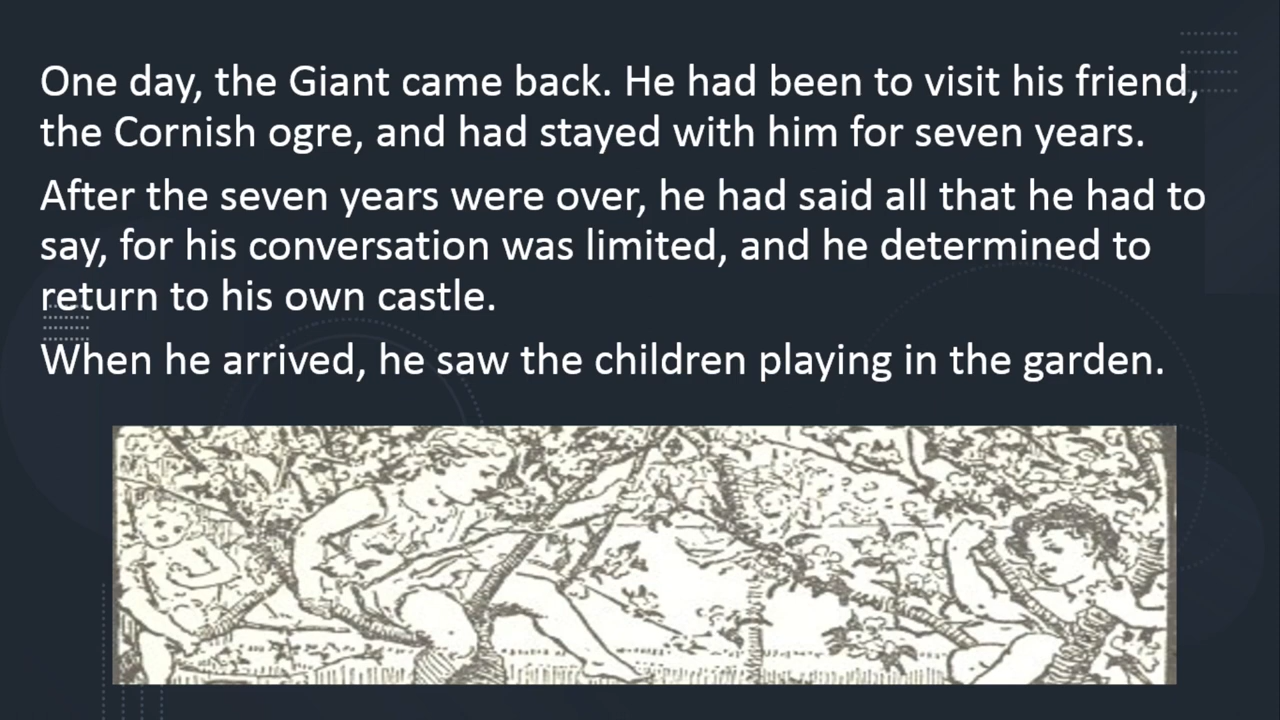 One day, the Giant came back. He had been to visit his friend,
the Cornish ogre, and had stayed with him for seven years.
After the seven years were over, he had said all that he had to
say, for his conversation was limited, and he determined to
return to his own castle.
When he arrived, he saw the children playing in the garden.